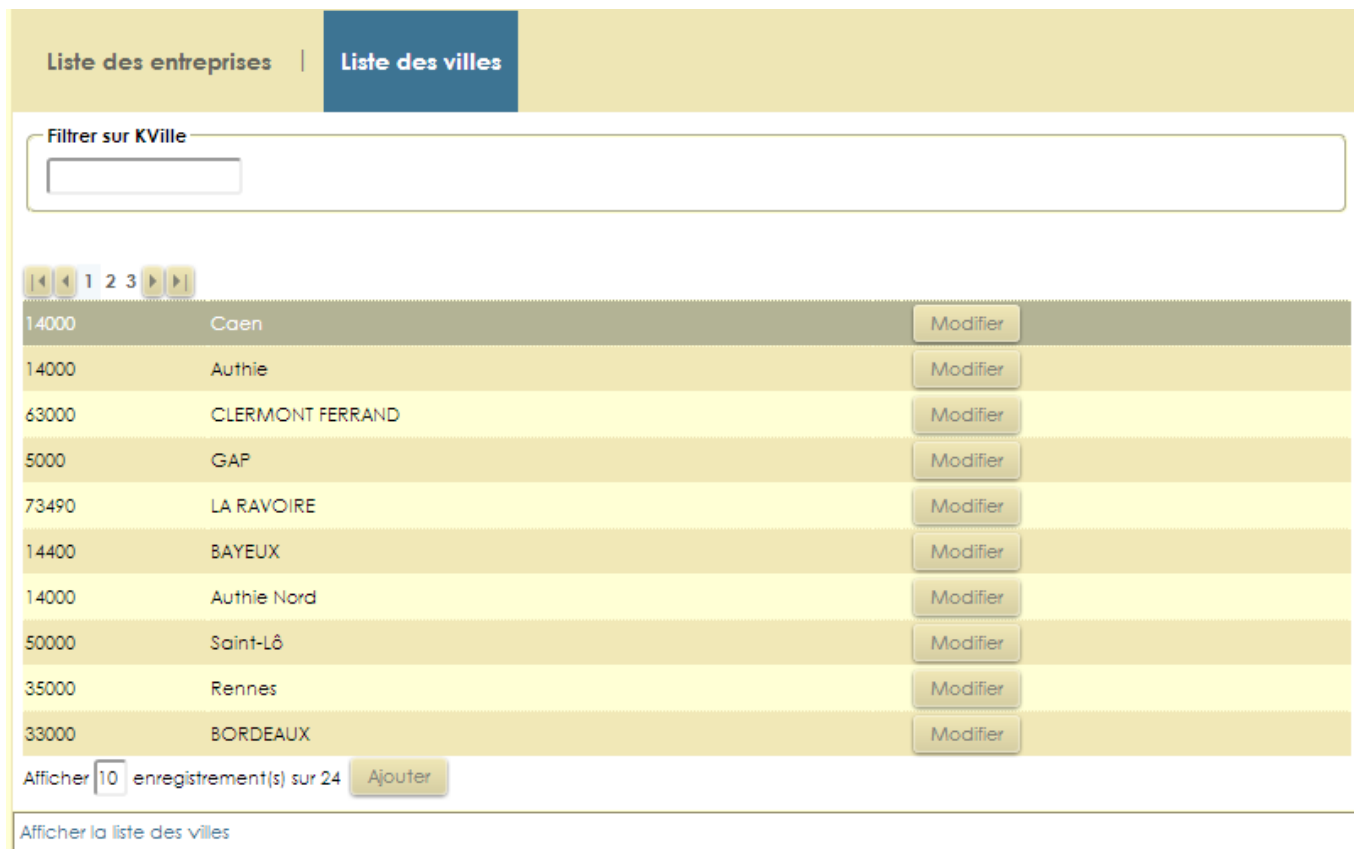 Liste des entreprises | Liste des villes
Filtrer sur KVille
1 2 3
14000 Caen Modifier
14000 Authie Modifier
63000 CLERMONT FERRAND Modifier
5000 GAP Modifier
73490 LA RAVOIRE Modifier
14400 BAYEUX Modifier
14000 Authie Nord Modifier
50000 Saint-Lô Modifier
35000 Rennes Modifier
33000 BORDEAUX Modifier
Afficher 10 enregistrement(s) sur 24 Ajouter
Afficher la liste des villes